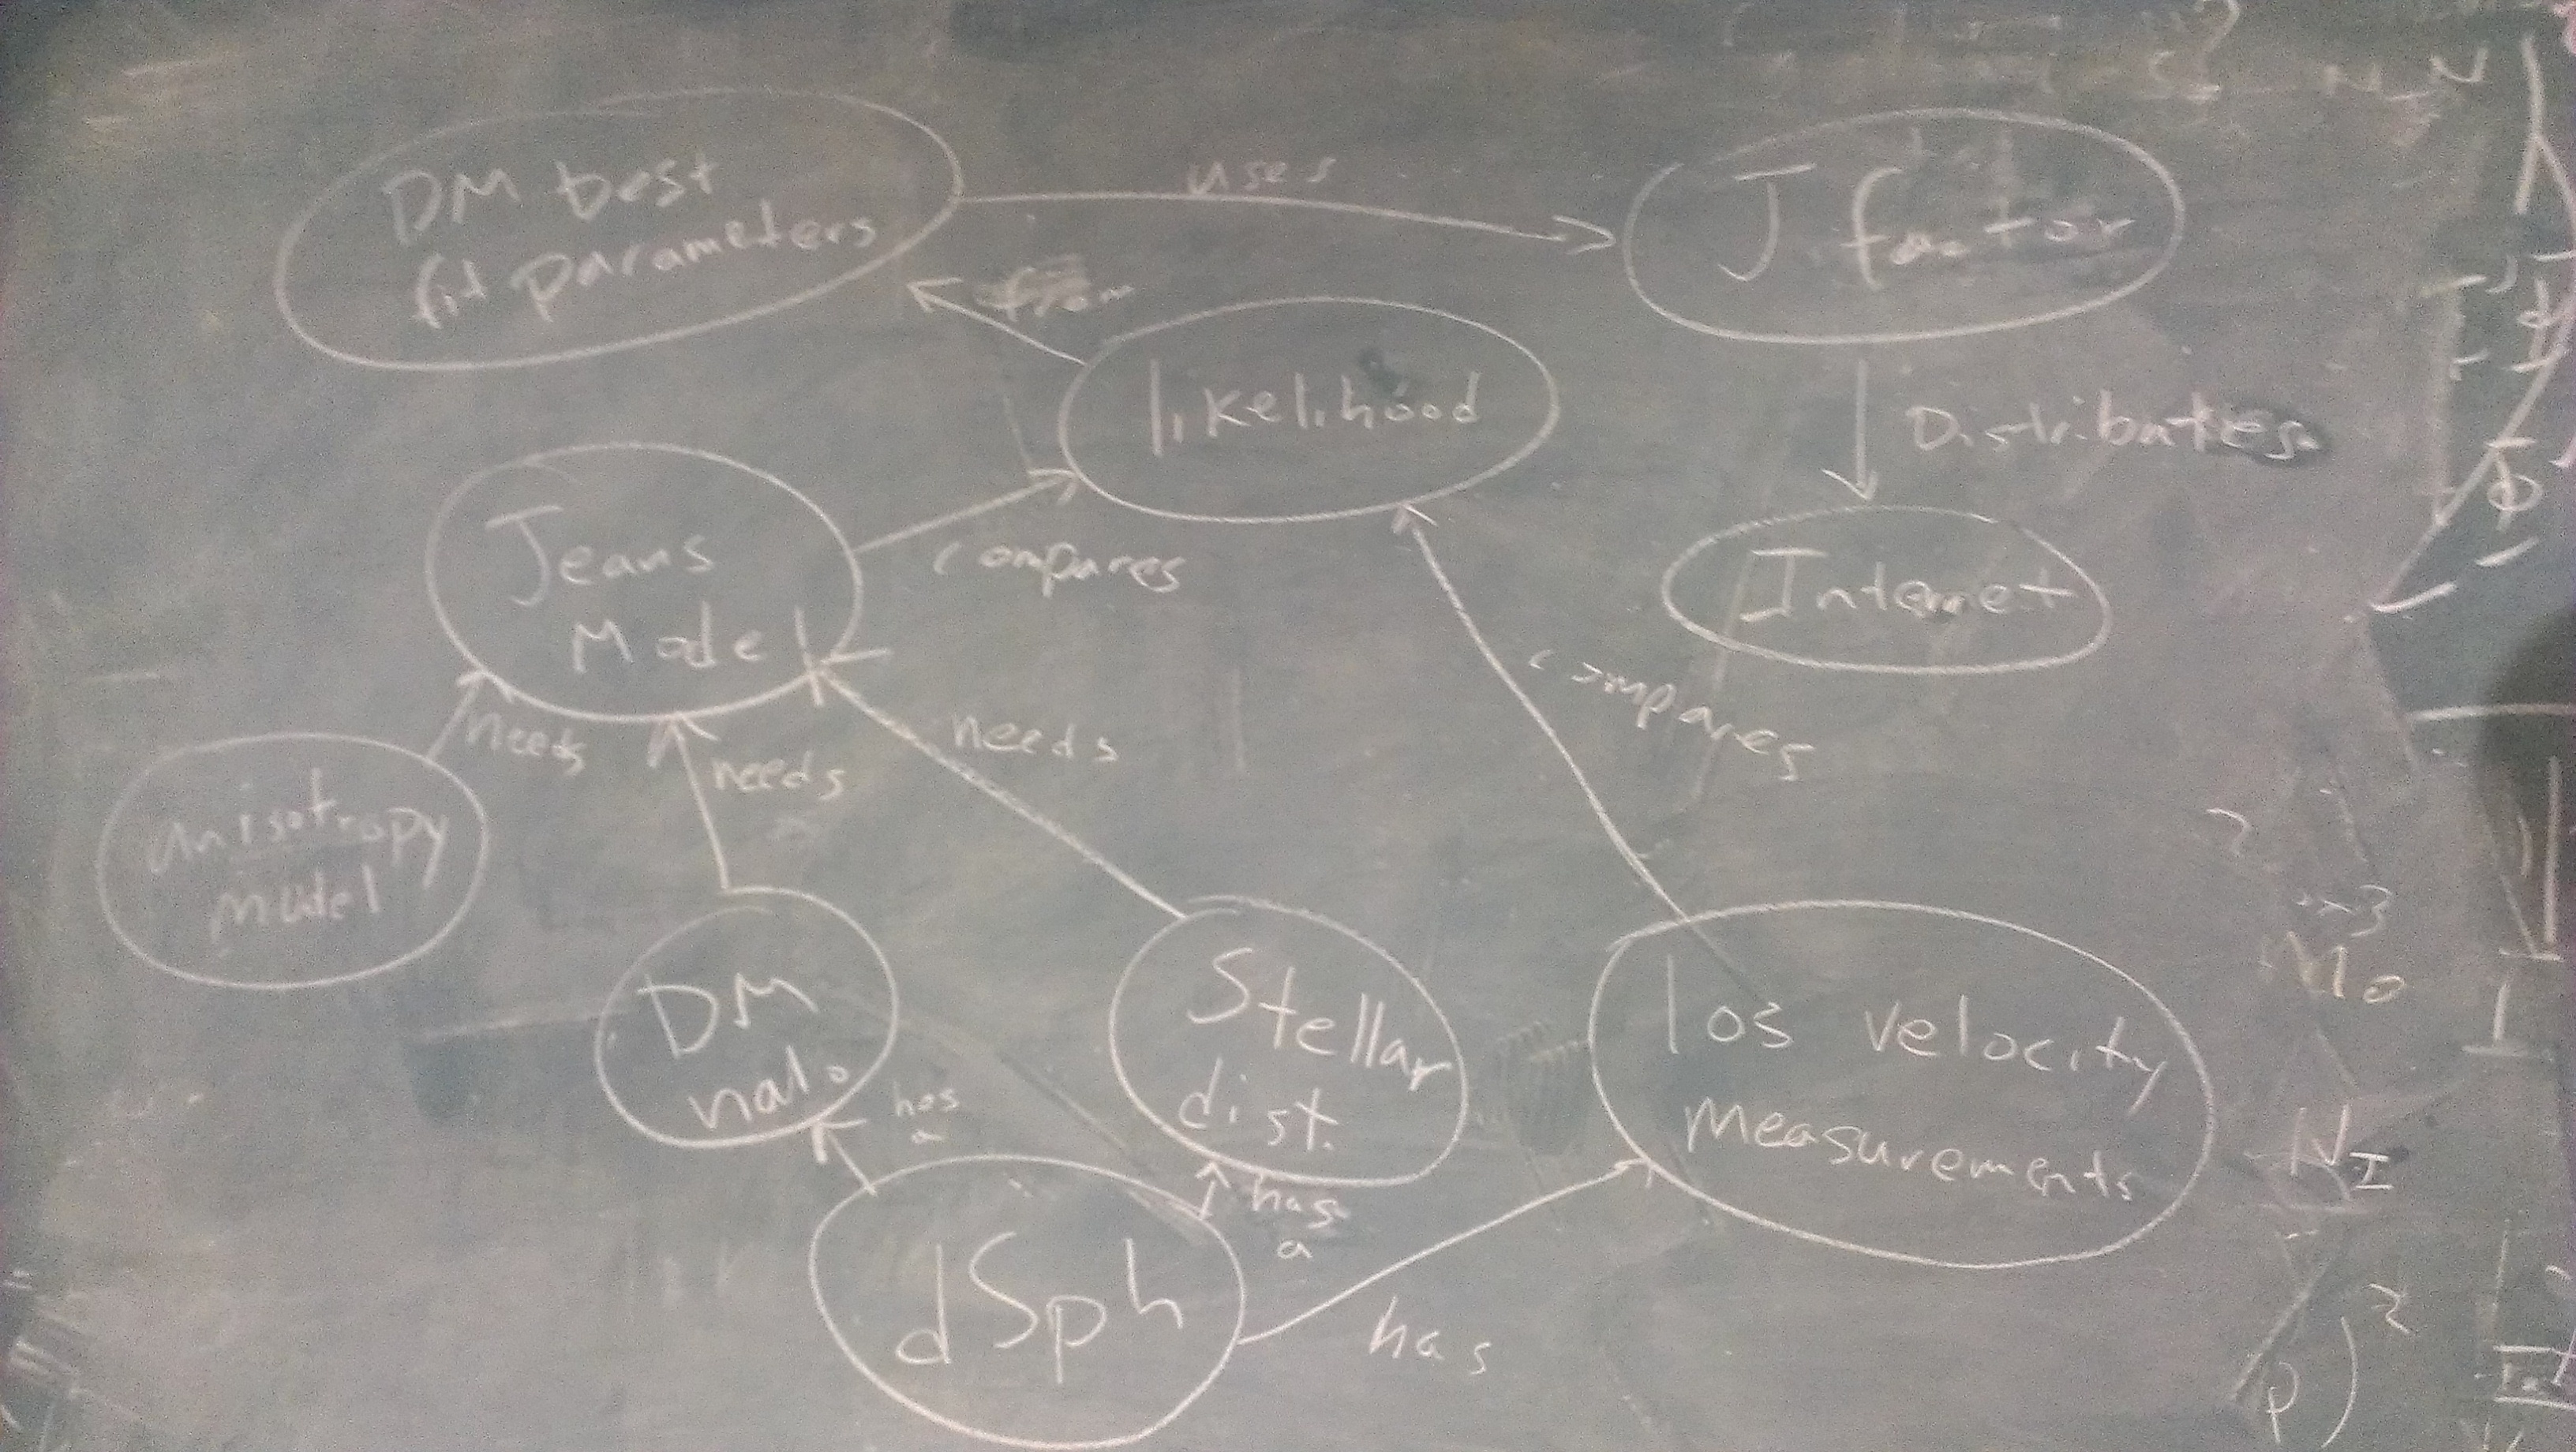 DM best
fit parameters
uses
J factor
from
likelihood
Distributes
Jeans
Model
compares
Internet
compares
needs
needs
needs
anisotropy
model
DM
halo
Stellar
dist.
los velocity
measurements
has
a
has
a
dSph
has
N I